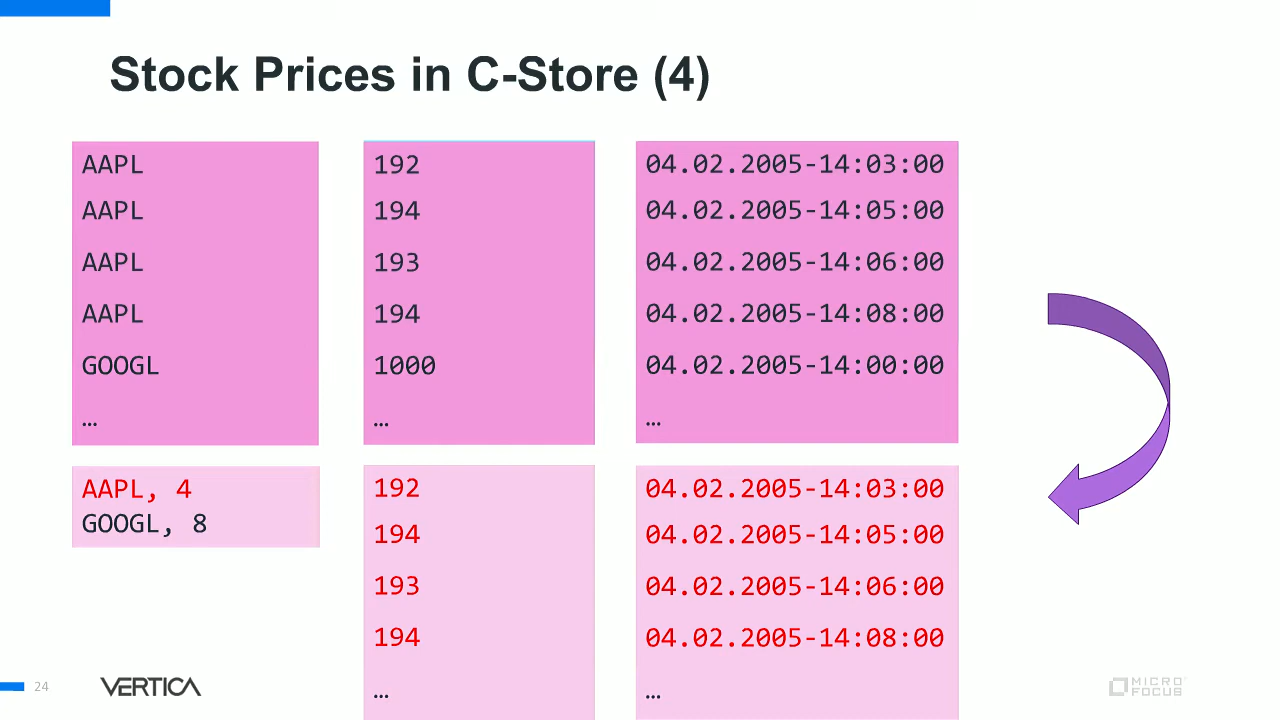 Stock Prices in C-Store (4)
AAPL 192 04.02.2005-14:03:00
AAPL 194 04.02.2005-14:05:00
AAPL 193 04.02.2005-14:06:00
AAPL 194 04.02.2005-14:08:00
GOOGL 1000 04.02.2005-14:00:00
… … …
AAPL, 4 192 04.02.2005-14:03:00
GOOGL, 8
194 04.02.2005-14:05:00
193 04.02.2005-14:06:00
194 04.02.2005-14:08:00
… …
24 VERTICA
MICRO
FOCUS